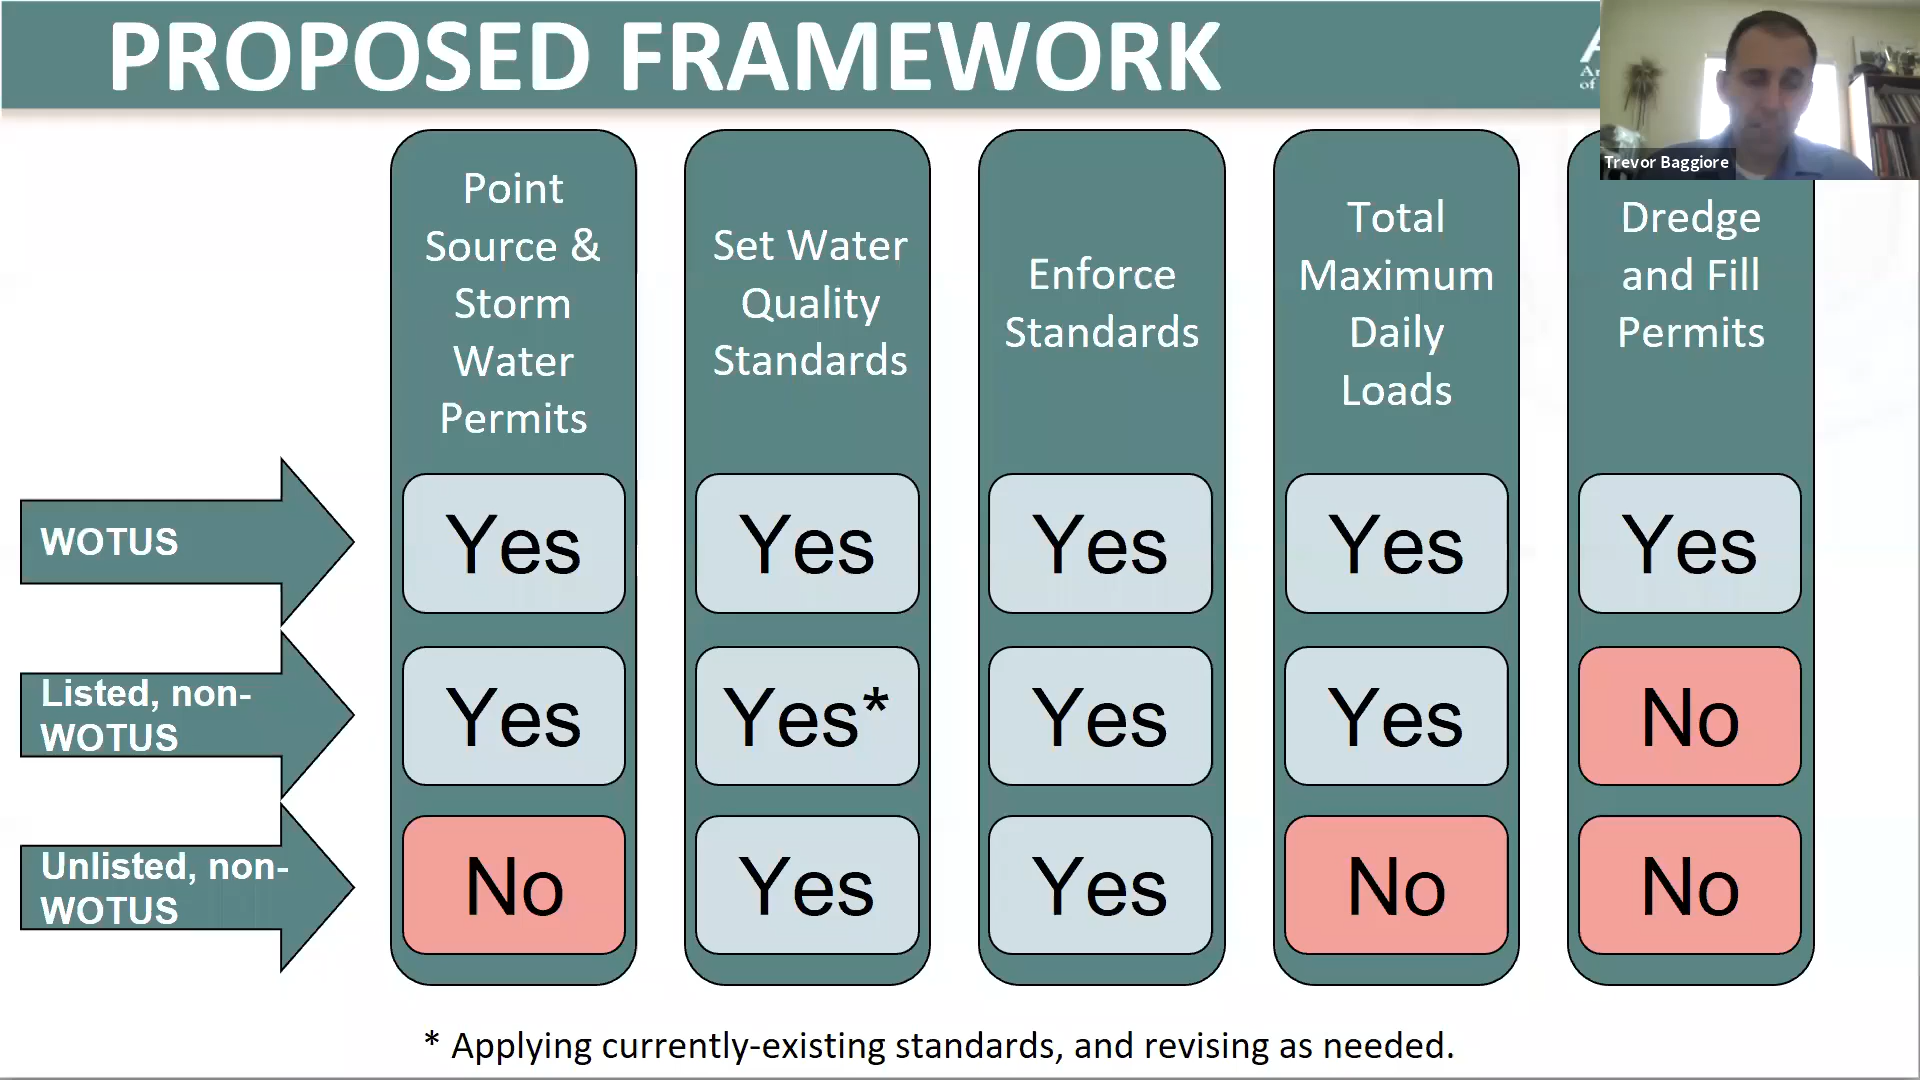 PROPOSED FRAMEWORK
of
Trevor Baggiore
Point
Source &
Storm
Water
Permits
Set Water
Quality
Standards
Enforce
Standards
Total
Maximum
Daily
Loads
Dredge
and Fill
Permits
WOTUS
Yes
Yes
Yes
Yes
Yes
Listed, non-
WOTUS
Yes
Yes*
Yes
Yes
No
Unlisted, non-
WOTUS
No
Yes
Yes
No
No
* Applying currently-existing standards, and revising as needed.